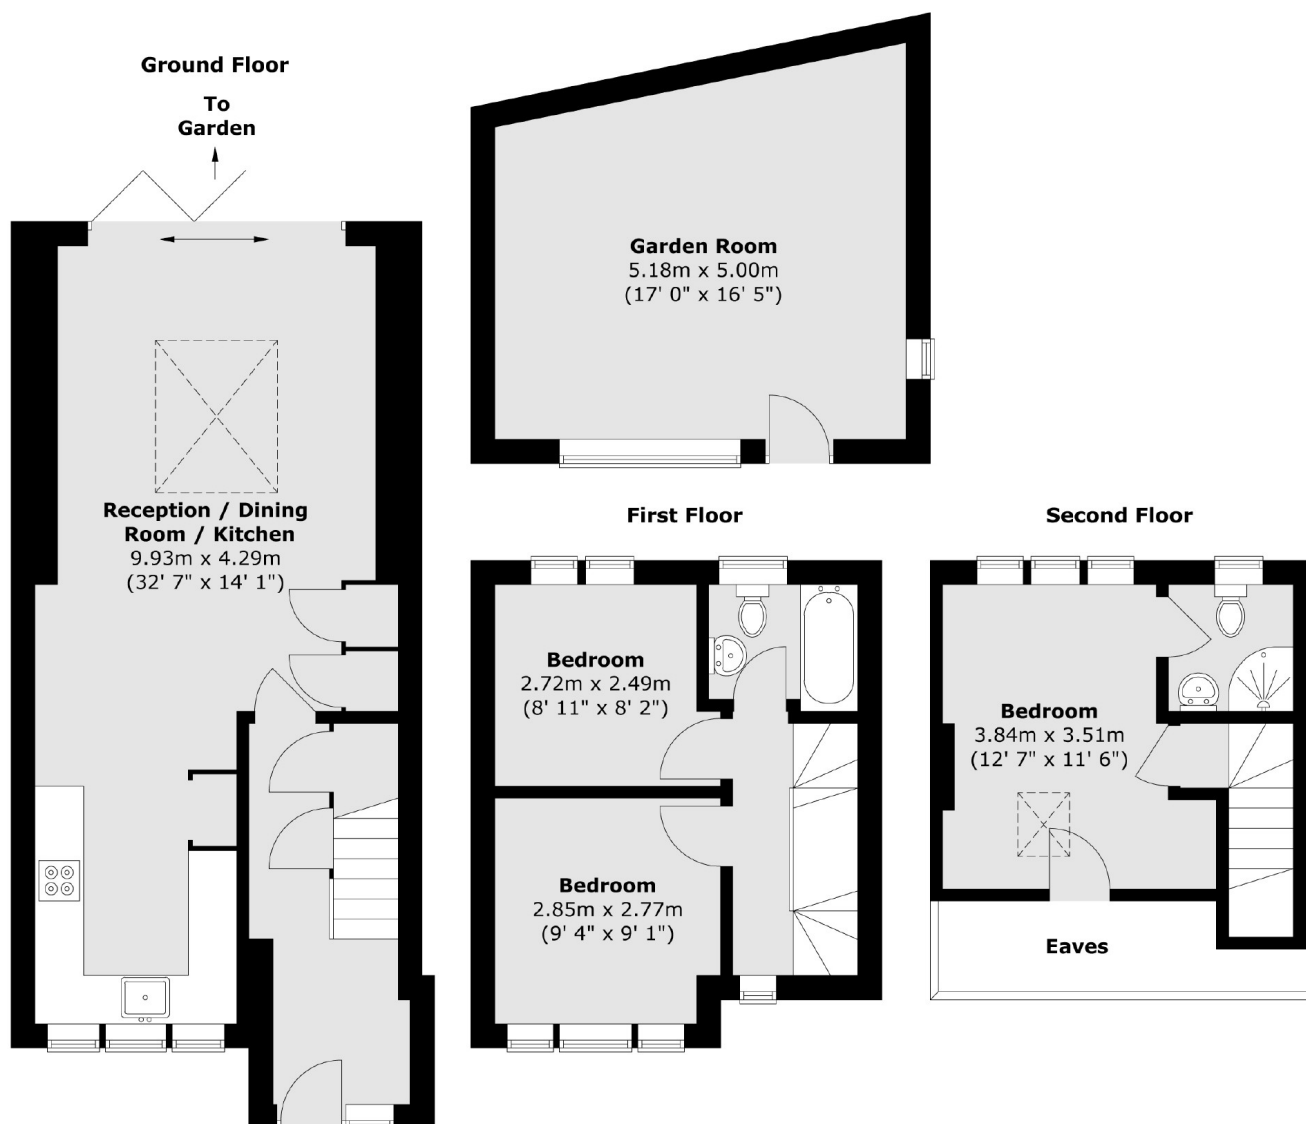 Ground Floor
To
Garden
Reception / Dining
Room / Kitchen
9.93m x 4.29m
(32' 7" x 14' 1")
Garden Room
5.18m x 5.00m
(17' 0" x 16' 5")
First Floor
Bedroom
2.72m x 2.49m
(8' 11" x 8' 2")
Bedroom
2.85m x 2.77m
(9' 4" x 9' 1")
Second Floor
Bedroom
3.84m x 3.51m
(12' 7" x 11' 6")
Eaves